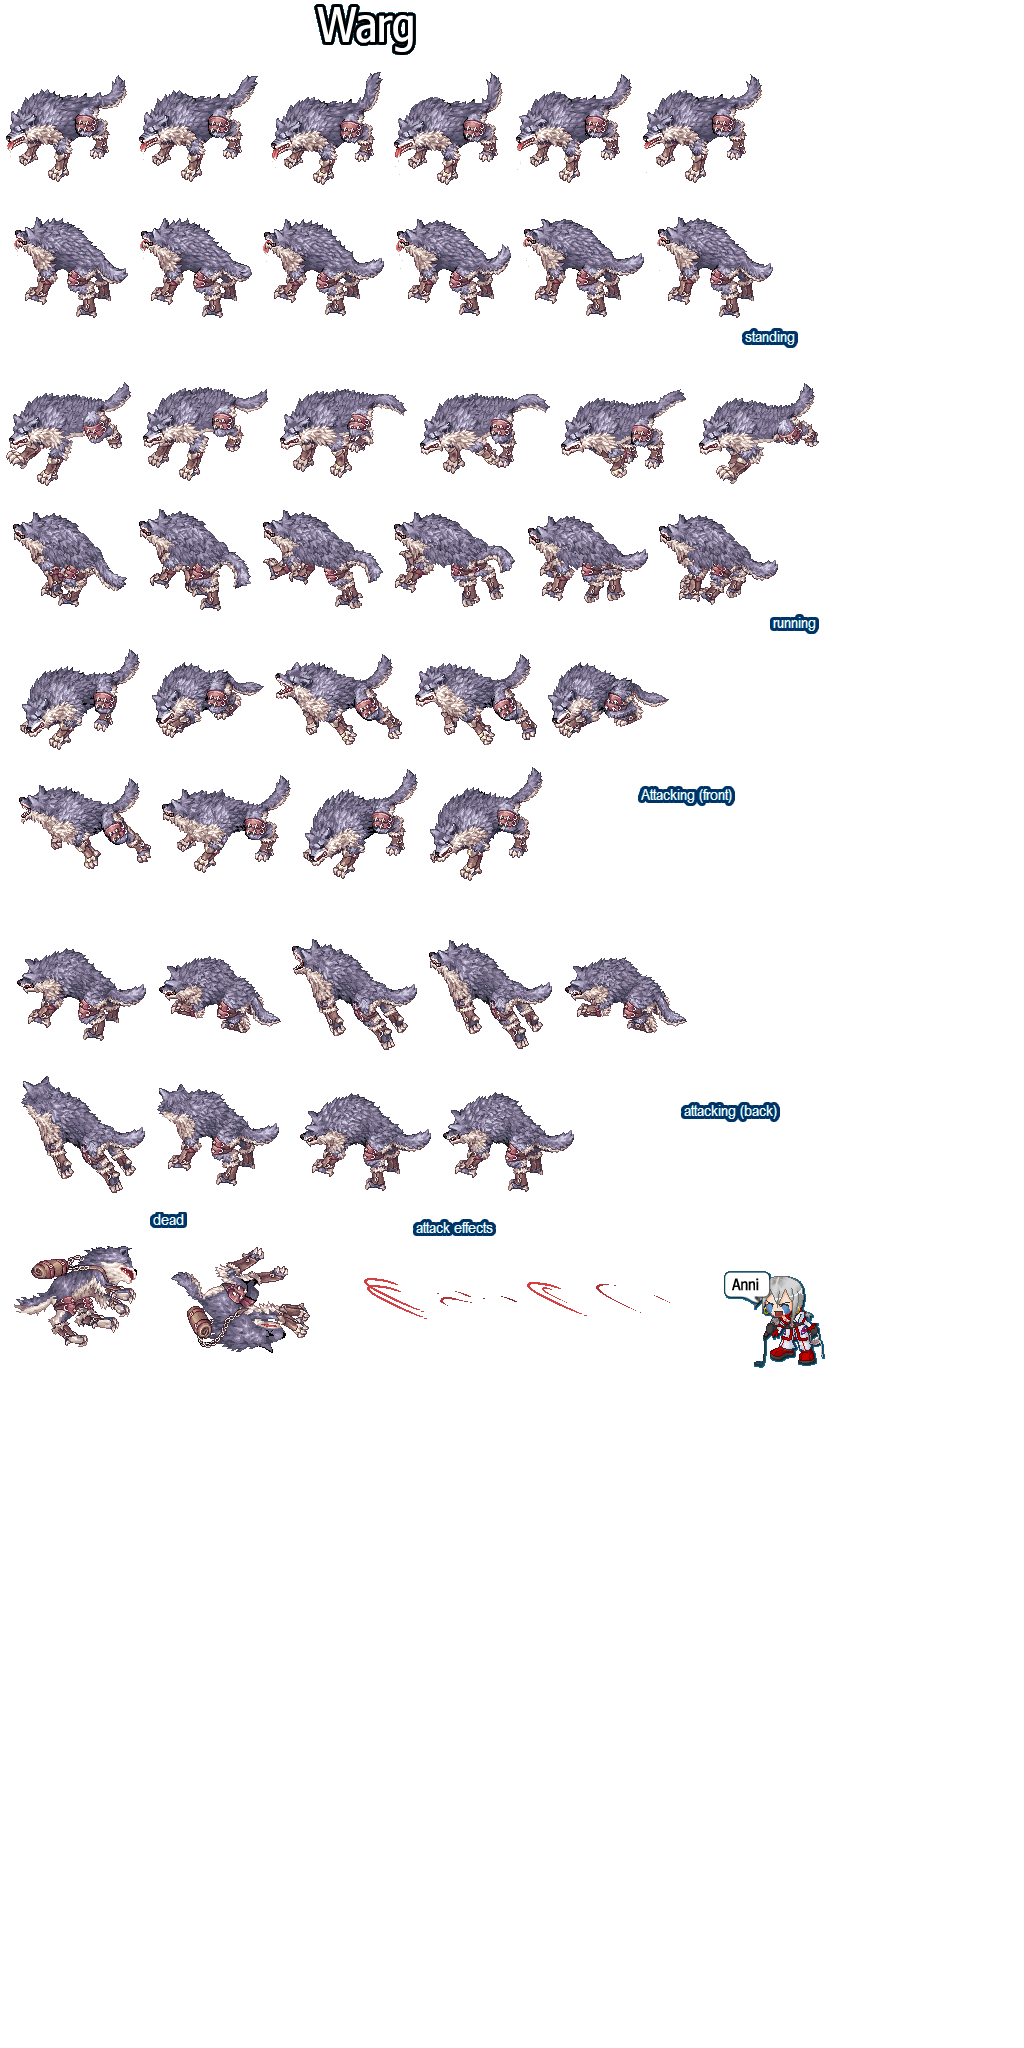 Warg
standing
running
Attacking (front)
attacking (back)
dead
attack effects
Anni